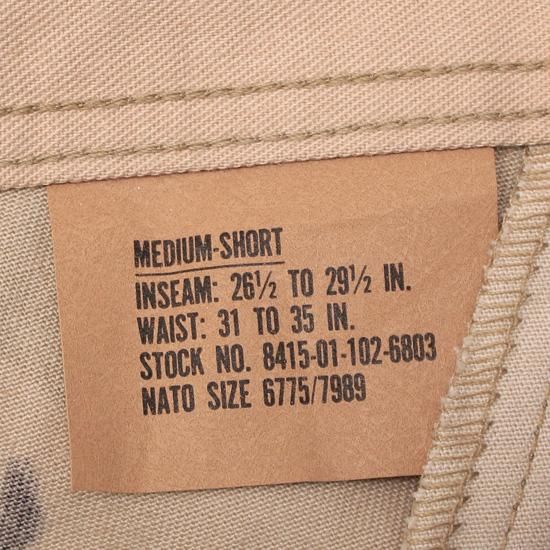 MEDIUM-SHORT
INSEAM: 26½ TO 29½ IN.
WAIST: 31 TO 35 IN.
STOCK NO. 8415-01-102-6803
NATO SIZE 6775/7989